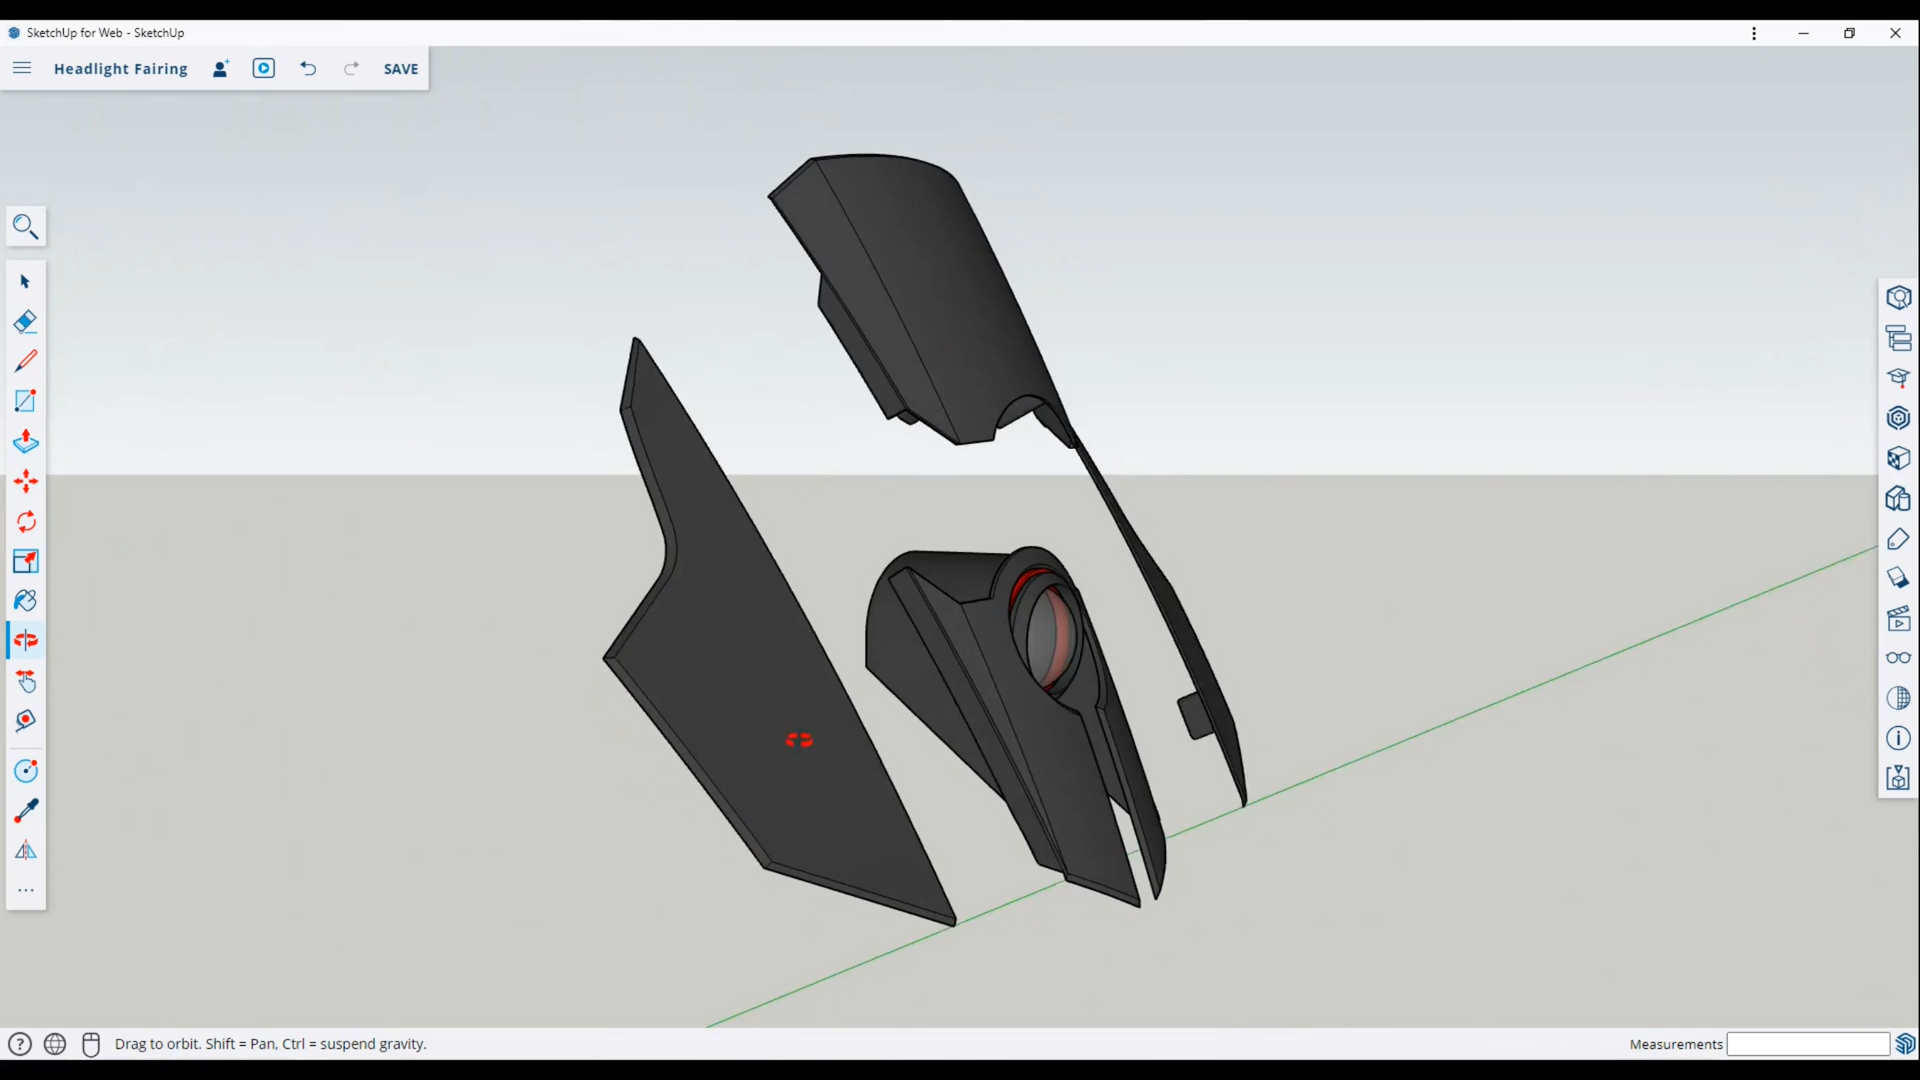 SketchUp for Web - SketchUp
Headlight Fairing
SAVE
Drag to orbit. Shift = Pan, Ctrl = suspend gravity.
Measurements